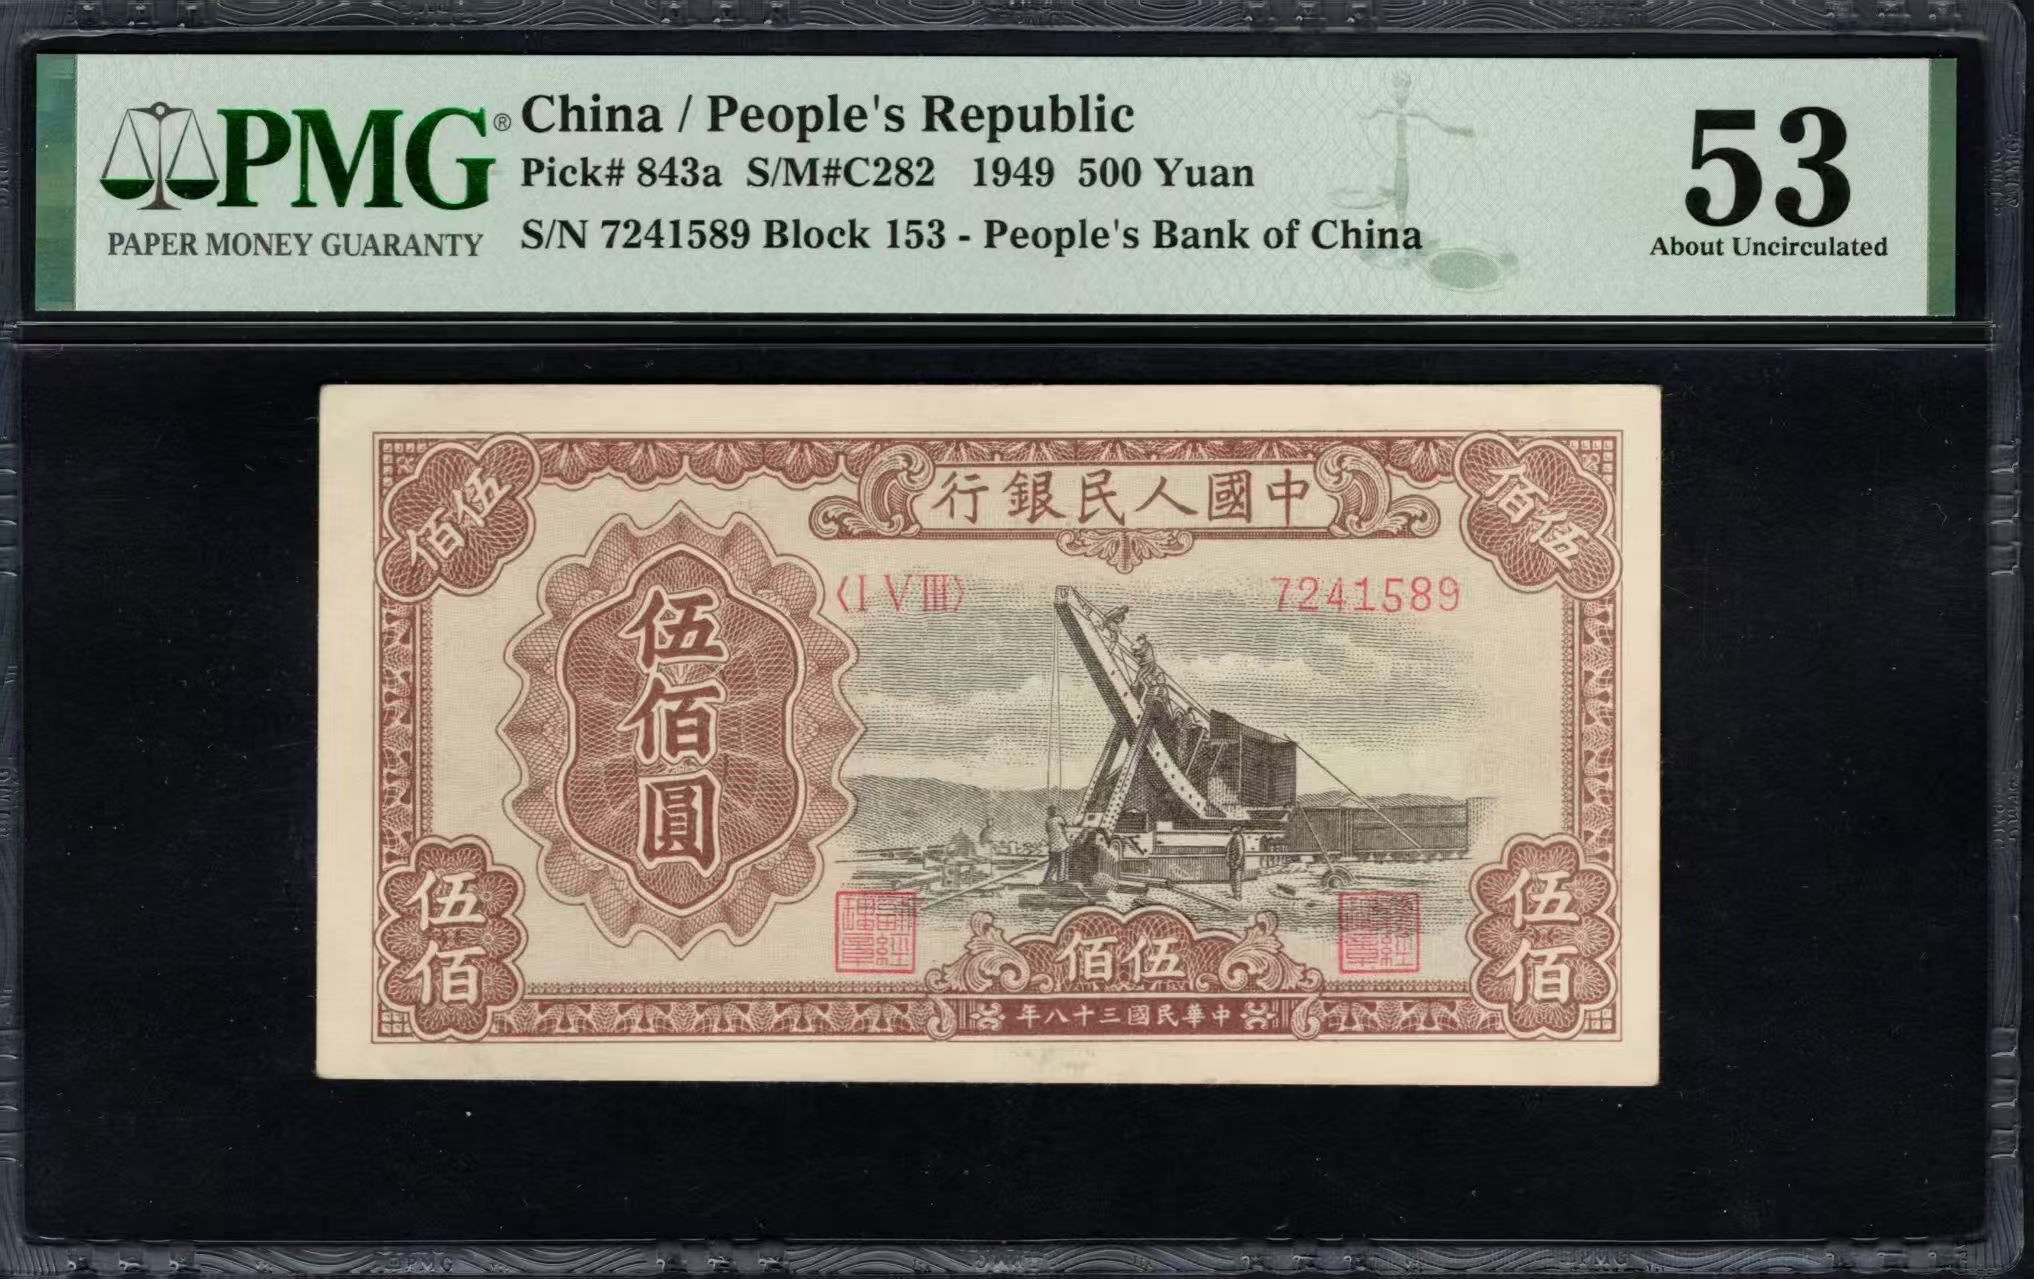 PMG®
PAPER MONEY GUARANTY
China / People's Republic
Pick# 843a S/M#C282 1949 500 Yuan
S/N 7241589 Block 153 - People's Bank of China
53
About Uncirculated
行銀民人國中
佰伍
佰伍
〈I V III〉
7241589
伍佰圓
伍佰
佰伍
伍佰
年八十三國民華中